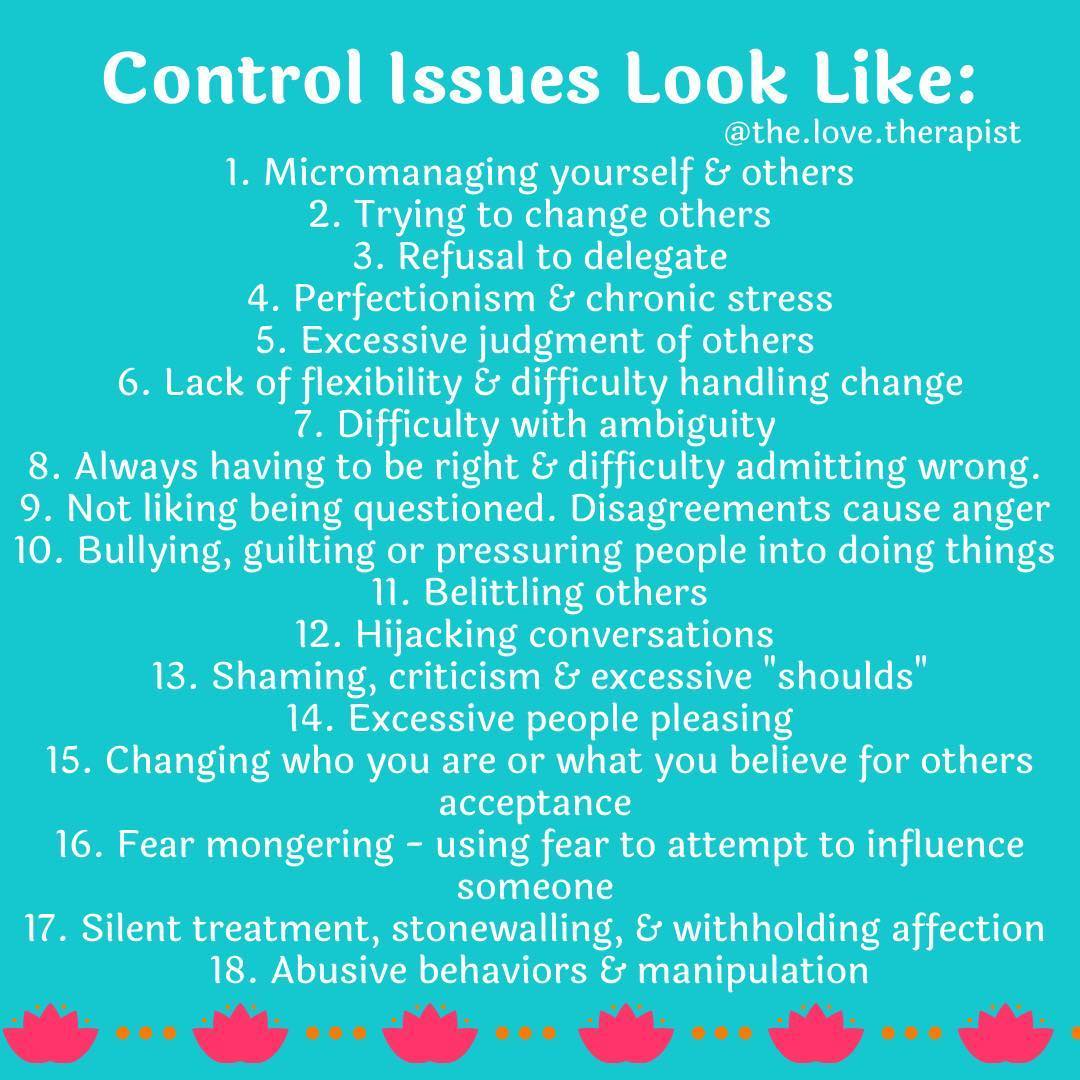 Control Issues Look Like:
@the.love.therapist
1. Micromanaging yourself & others
2. Trying to change others
3. Refusal to delegate
4. Perfectionism & chronic stress
5. Excessive judgment of others
6. Lack of flexibility & difficulty handling change
7. Difficulty with ambiguity
8. Always having to be right & difficulty admitting wrong.
9. Not liking being questioned. Disagreements cause anger
10. Bullying, guilting or pressuring people into doing things
11. Belittling others
12. Hijacking conversations
13. Shaming, criticism & excessive "shoulds"
14. Excessive people pleasing
15. Changing who you are or what you believe for others
acceptance
16. Fear mongering - using fear to attempt to influence
someone
17. Silent treatment, stonewalling, & withholding affection
18. Abusive behaviors & manipulation